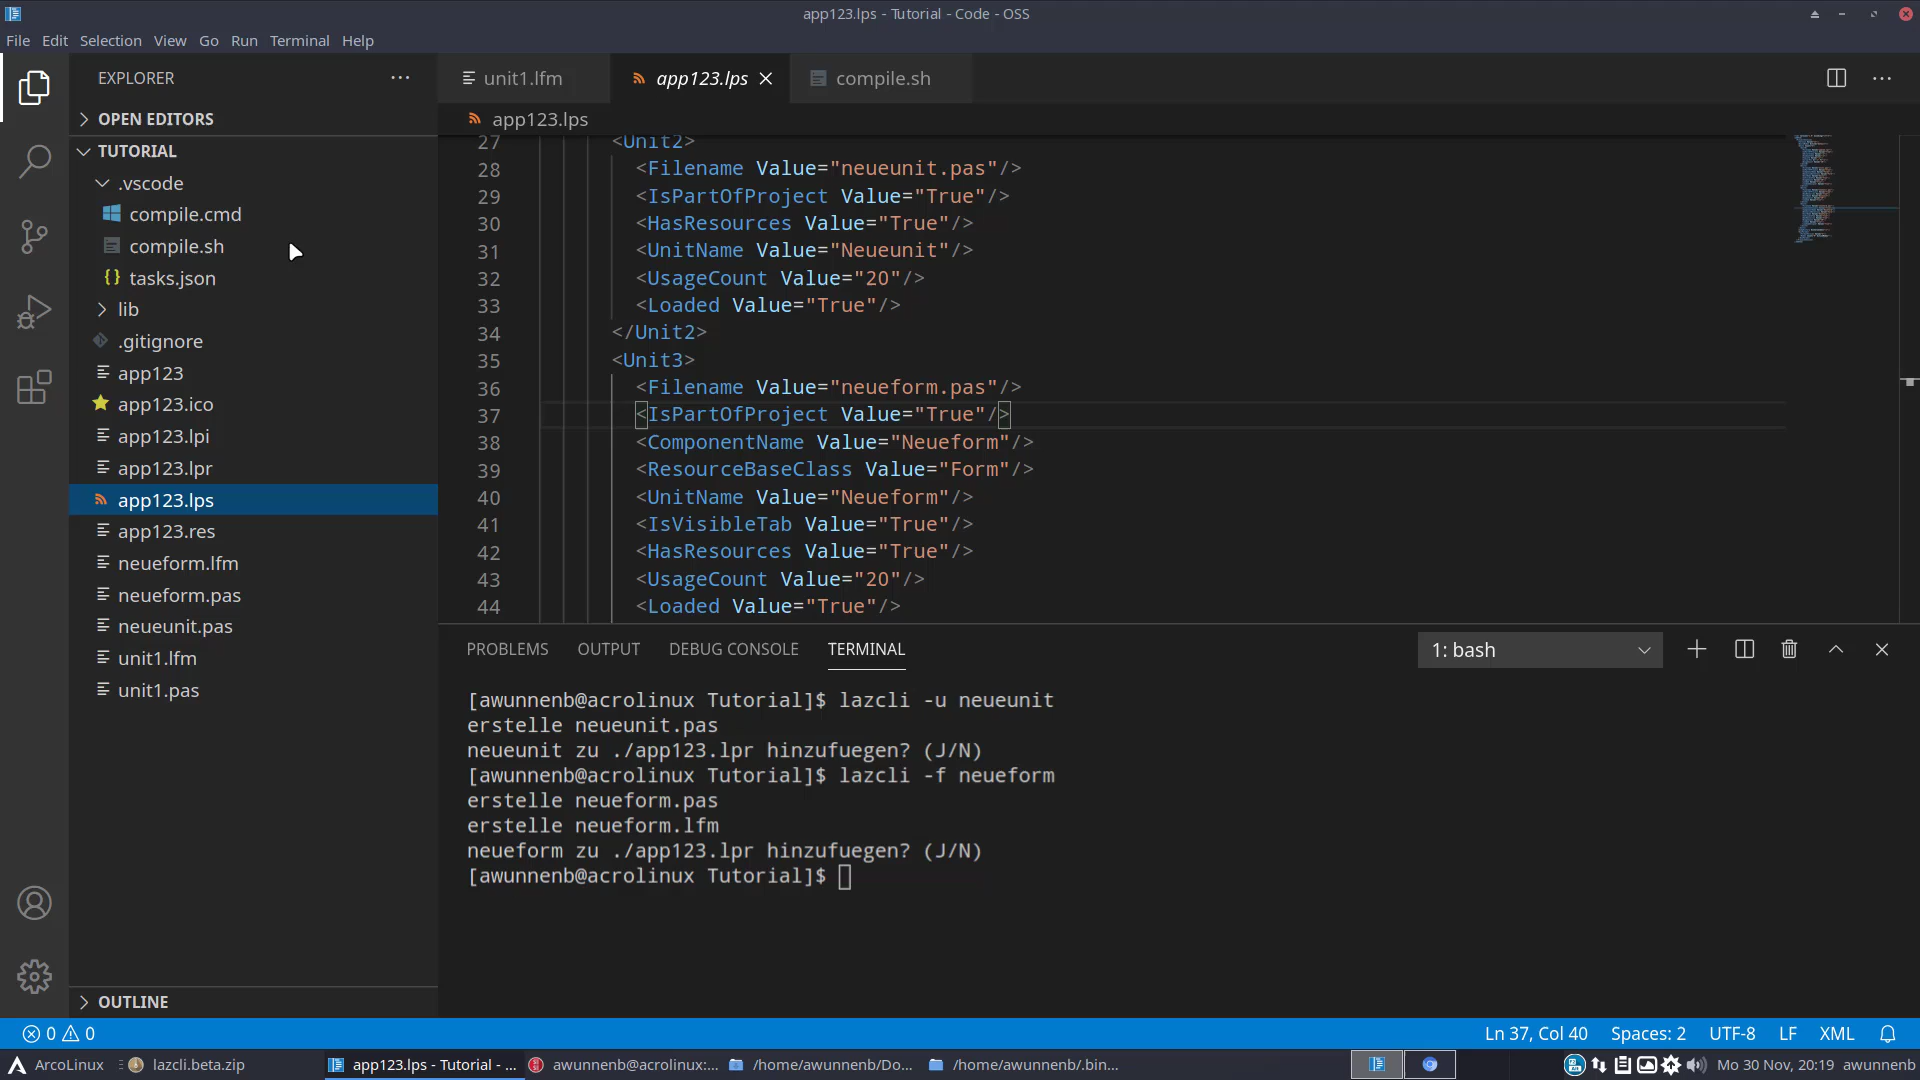 app123.lps - Tutorial - Code - OSS
File Edit Selection View Go Run Terminal Help
EXPLORER
OPEN EDITORS
TUTORIAL
.vscode
compile.cmd
compile.sh
tasks.json
lib
.gitignore
app123
app123.ico
app123.lpi
app123.lpr
app123.lps
app123.res
neueform.lfm
neueform.pas
neueunit.pas
unit1.lfm
unit1.pas
OUTLINE
unit1.lfm
app123.lps
compile.sh
app123.lps
27 <Unit2>
28 <Filename Value="neueunit.pas"/>
29 <IsPartOfProject Value="True"/>
30 <HasResources Value="True"/>
31 <UnitName Value="Neueunit"/>
32 <UsageCount Value="20"/>
33 <Loaded Value="True"/>
34 </Unit2>
35 <Unit3>
36 <Filename Value="neueform.pas"/>
37 <IsPartOfProject Value="True"/>
38 <ComponentName Value="Neueform"/>
39 <ResourceBaseClass Value="Form"/>
40 <UnitName Value="Neueform"/>
41 <IsVisibleTab Value="True"/>
42 <HasResources Value="True"/>
43 <UsageCount Value="20"/>
44 <Loaded Value="True"/>
PROBLEMS OUTPUT DEBUG CONSOLE TERMINAL
1: bash
[awunnenb@acrolinux Tutorial]$ lazcli -u neueunit
erstelle neueunit.pas
neueunit zu ./app123.lpr hinzufuegen? (J/N)
[awunnenb@acrolinux Tutorial]$ lazcli -f neueform
erstelle neueform.pas
erstelle neueform.lfm
neueform zu ./app123.lpr hinzufuegen? (J/N)
[awunnenb@acrolinux Tutorial]$
0 0
Ln 37, Col 40 Spaces: 2 UTF-8 LF XML
ArcoLinux
lazcli.beta.zip
app123.lps - Tutorial - ...
awunnenb@acrolinux:...
/home/awunnenb/Do...
/home/awunnenb/.bin...
Mo 30 Nov, 20:19 awunnenb